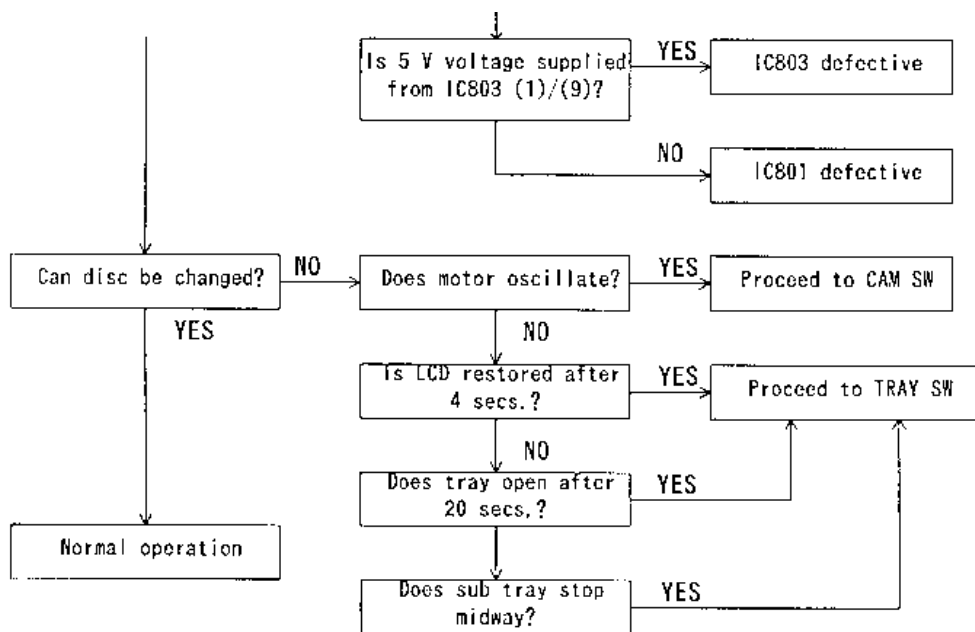 Is 5 V voltage supplied
from IC803 (1)/(9)?
YES
IC803 defective
NO
IC801 defective
Can disc be changed?
NO
Does motor oscillate?
YES
Proceed to CAM SW
YES
NO
Is LCD restored after
4 secs.?
YES
Proceed to TRAY SW
NO
Does tray open after
20 secs.?
YES
Normal operation
Does sub tray stop
midway?
YES